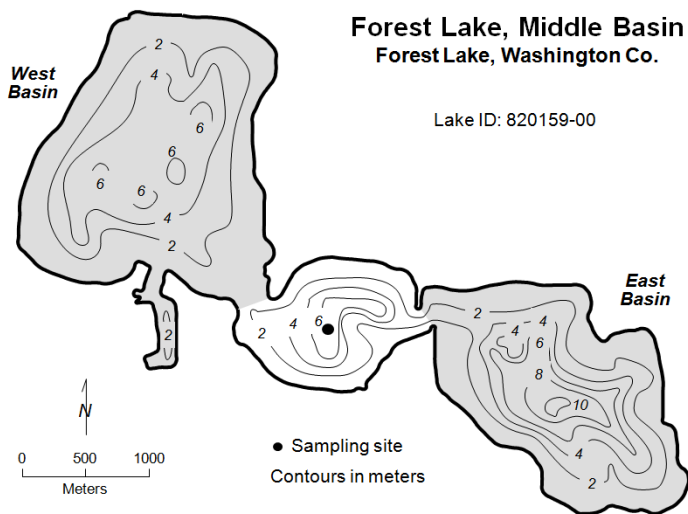 Forest Lake, Middle Basin
Forest Lake, Washington Co.
Lake ID: 820159-00
West
Basin
2
4
6
6
6
6
4
2
2
2
4
6
East
Basin
2
4
4
6
8
10
4
2
N
0
500
1000
Meters
Sampling site
Contours in meters